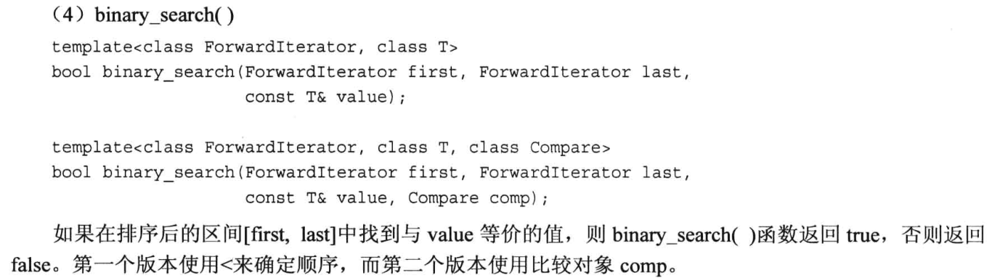 （4）binary_search( )
template<class ForwardIterator, class T>
bool binary_search(ForwardIterator first, ForwardIterator last,
const T& value);
template<class ForwardIterator, class T, class Compare>
bool binary_search(ForwardIterator first, ForwardIterator last,
const T& value, Compare comp);
如果在排序后的区间[first, last]中找到与 value 等价的值，则 binary_search( )函数返回 true，否则返回
false。第一个版本使用<来确定顺序，而第二个版本使用比较对象 comp。